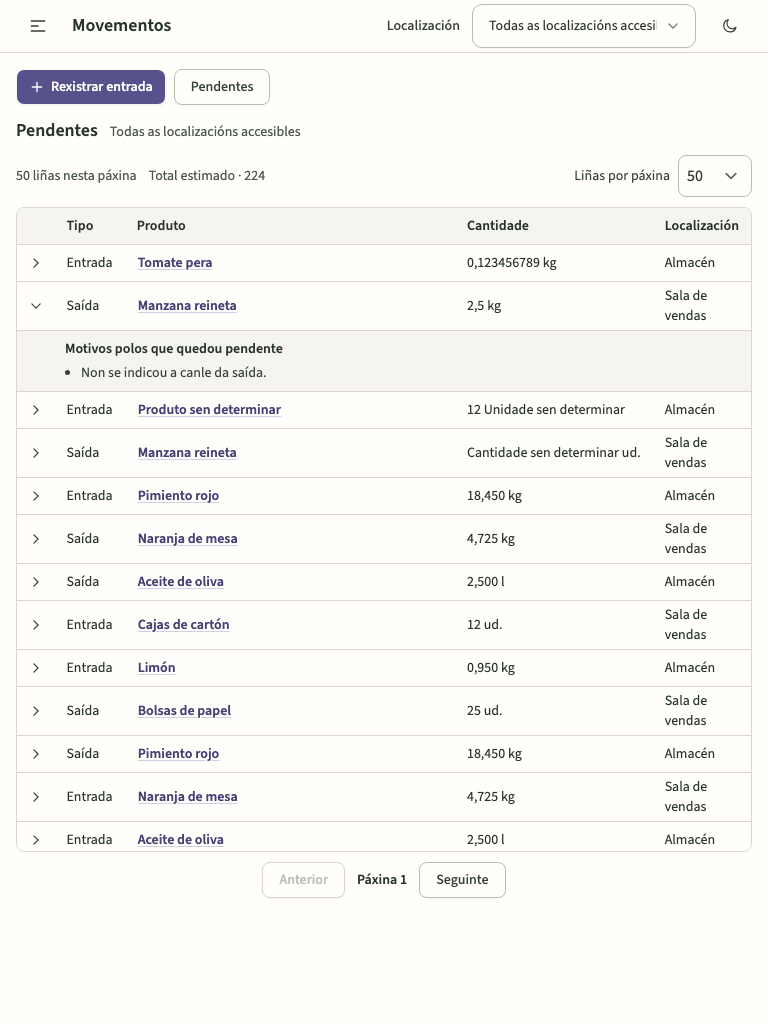 Movementos
Localización
Todas as localizacións accesi
Rexistrar entrada
Pendentes
Pendentes Todas as localizacións accesibles
50 liñas nesta páxina Total estimado · 224
Liñas por páxina 50
Tipo Produto Cantidade Localización
Entrada Tomate pera 0,123456789 kg Almacén
Saída Manzana reineta 2,5 kg Sala de
vendas
Motivos polos que quedou pendente
• Non se indicou a canle da saída.
Entrada Produto sen determinar 12 Unidade sen determinar Almacén
Saída Manzana reineta Cantidade sen determinar ud. Sala de
vendas
Entrada Pimiento rojo 18,450 kg Almacén
Saída Naranja de mesa 4,725 kg Sala de
vendas
Saída Aceite de oliva 2,500 l Almacén
Entrada Cajas de cartón 12 ud. Sala de
vendas
Entrada Limón 0,950 kg Almacén
Saída Bolsas de papel 25 ud. Sala de
vendas
Saída Pimiento rojo 18,450 kg Almacén
Entrada Naranja de mesa 4,725 kg Sala de
vendas
Entrada Aceite de oliva 2,500 l Almacén
Anterior Páxina 1 Seguinte